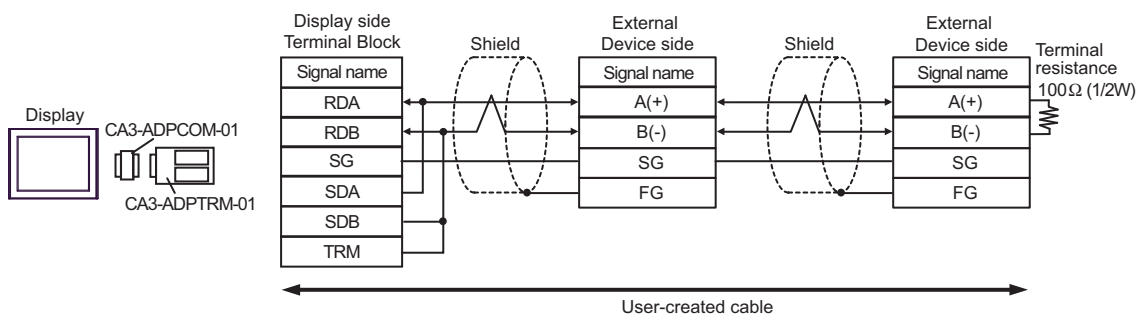 Display
CA3-ADPCOM-01
CA3-ADPTRM-01
Display side
Terminal Block
Signal name
RDA
RDB
SG
SDA
SDB
TRM
Shield
External
Device side
Signal name
A(+)
B(-)
SG
FG
Shield
External
Device side
Signal name
A(+)
B(-)
SG
FG
Terminal
resistance
100Ω (1/2W)
User-created cable